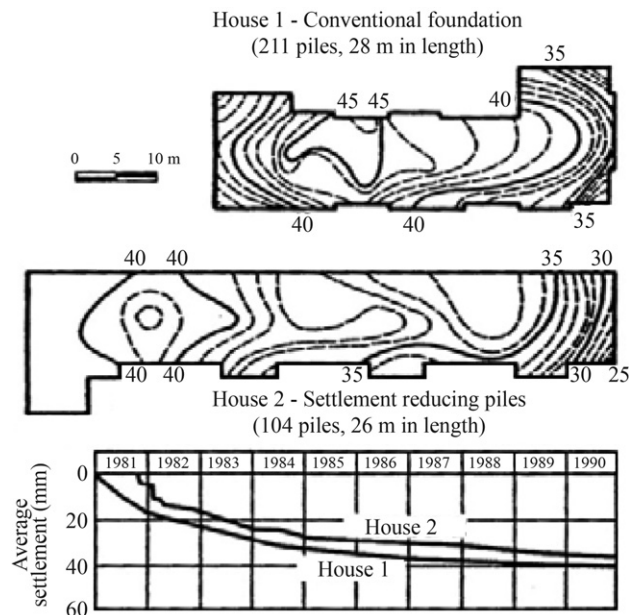 House 1 - Conventional foundation
(211 piles, 28 m in length)
35
45 45
40
0 5 10 m
40
40
35
40 40
35
30
40 40
35
30
25
House 2 - Settlement reducing piles
(104 piles, 26 m in length)
1981 1982 1983 1984 1985 1986 1987 1988 1989 1990
0
20
40
60
Average
settlement (mm)
House 2
House 1